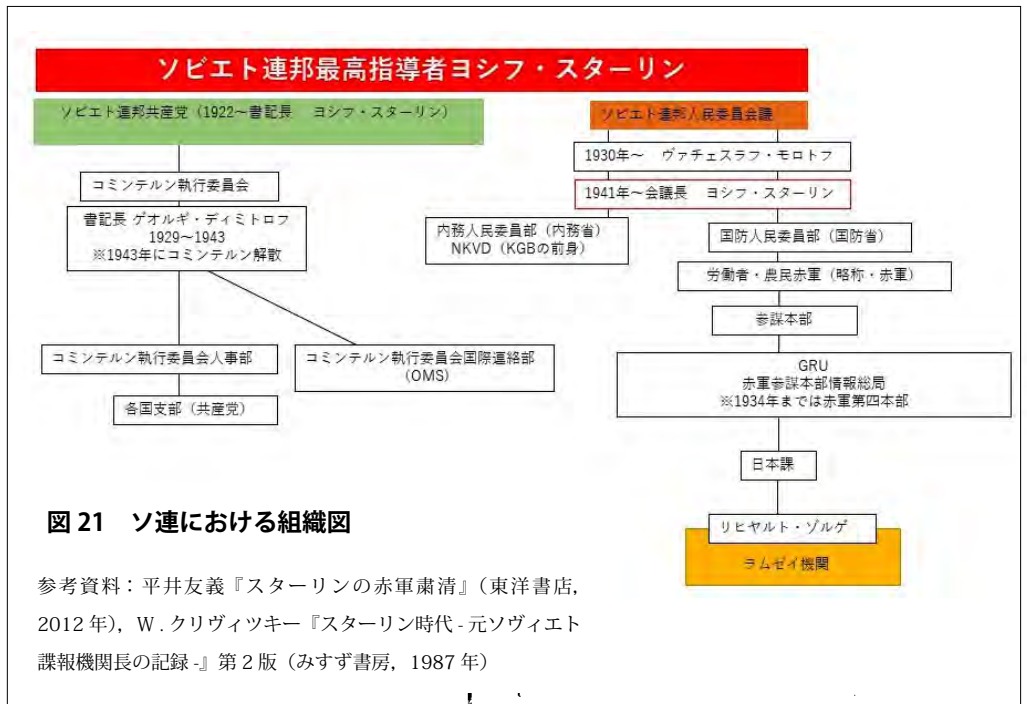 ソビエト連邦最高指導者ヨシフ・スターリン
ソビエト連邦共産党（1922～書記長　ヨシフ・スターリン）
コミンテルン執行委員会
書記長 ゲオルギ・ディミトロフ
1929～1943
※1943年にコミンテルン解散
コミンテルン執行委員会人事部
各国支部（共産党）
コミンテルン執行委員会国際連絡部
（OMS）
ソビエト連邦人民委員会議
1930年～　ヴァチェスラフ・モロトフ
1941年～会議長　ヨシフ・スターリン
内務人民委員部（内務省）
NKVD（KGBの前身）
国防人民委員部（国防省）
労働者・農民赤軍（略称・赤軍）
参謀本部
GRU
赤軍参謀本部情報総局
※1934年までは赤軍第四本部
日本課
リヒヤルト・ゾルゲ
ラムゼイ機関
図 21　ソ連における組織図
参考資料：平井友義『スターリンの赤軍粛清』（東洋書店，
2012 年），W . クリヴィツキー『スターリン時代 - 元ソヴィエト
諜報機関長の記録 -』第 2 版（みすず書房，1987 年）